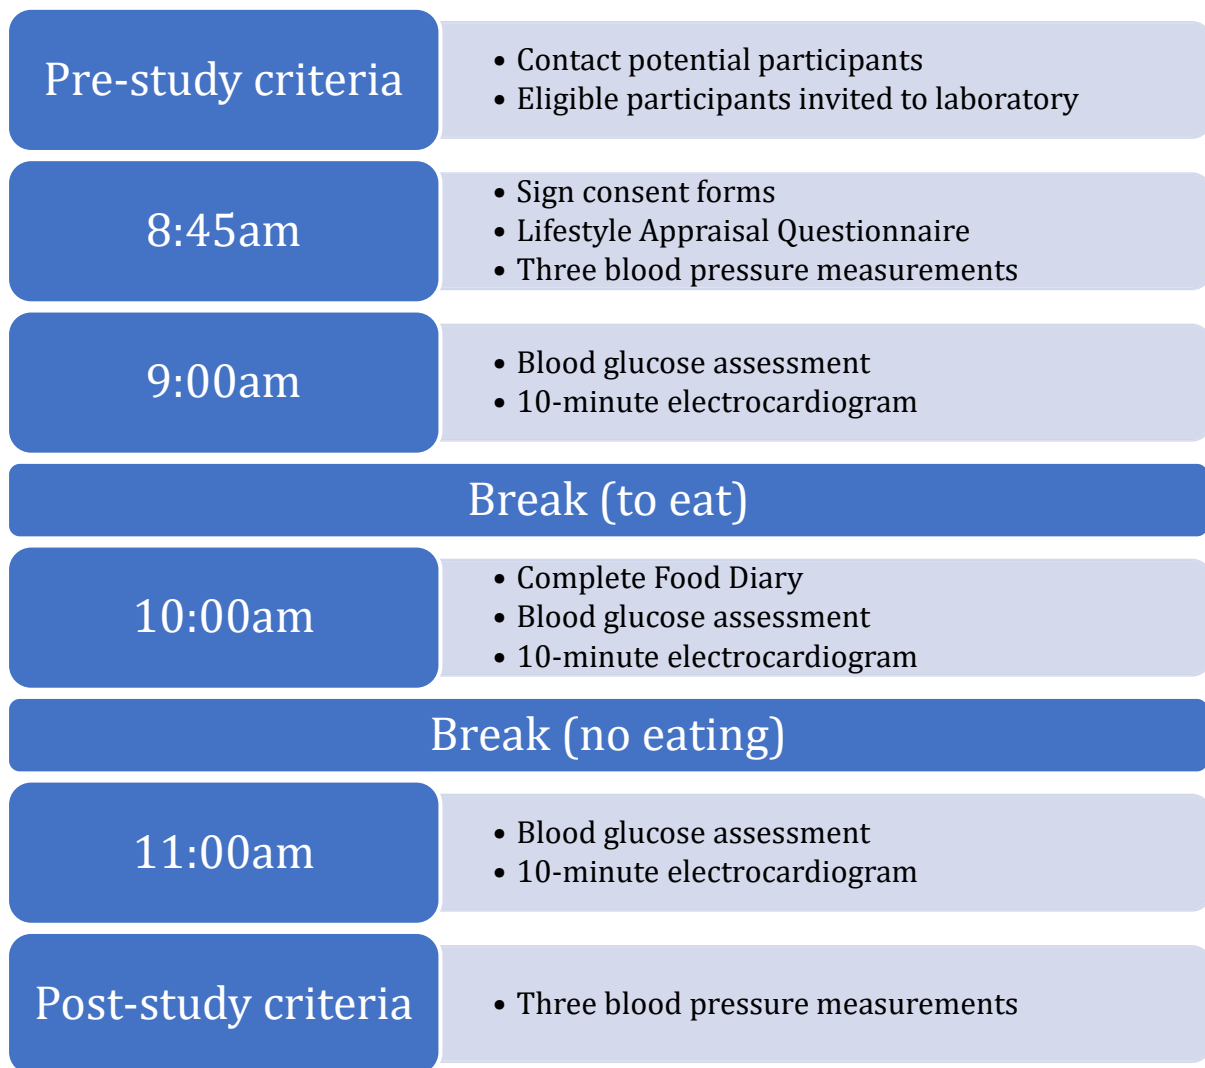 Pre-study criteria
• Contact potential participants
• Eligible participants invited to laboratory
8:45am
• Sign consent forms
• Lifestyle Appraisal Questionnaire
• Three blood pressure measurements
9:00am
• Blood glucose assessment
• 10-minute electrocardiogram
Break (to eat)
10:00am
• Complete Food Diary
• Blood glucose assessment
• 10-minute electrocardiogram
Break (no eating)
11:00am
• Blood glucose assessment
• 10-minute electrocardiogram
Post-study criteria
• Three blood pressure measurements